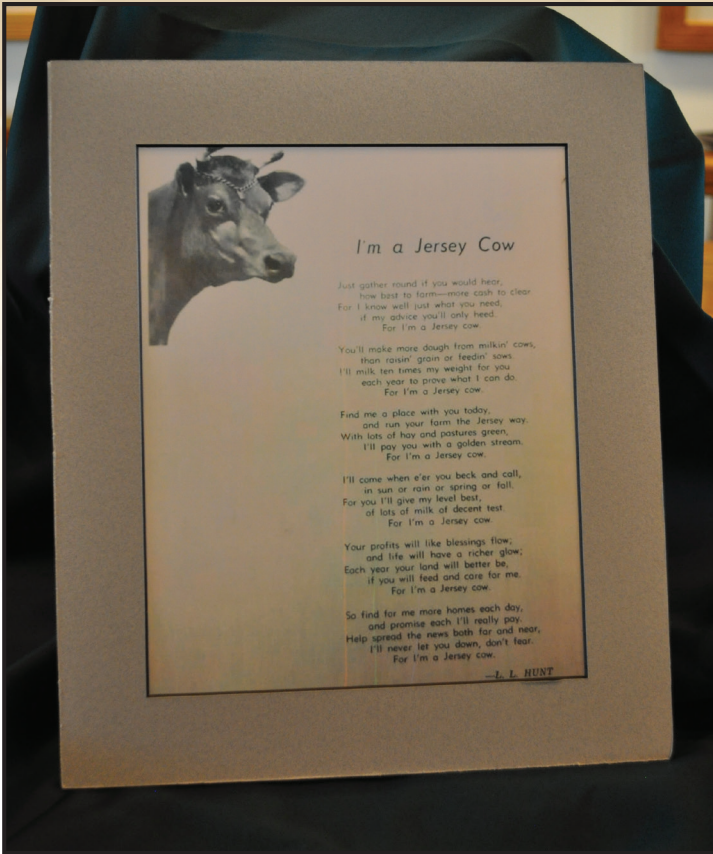 I'm a Jersey Cow
Just gather round if you would hear,
how best to farm—more cash to clear
For I know well just what you need,
if my advice you'll only heed.
For I'm a Jersey cow
You'll make more dough from milkin' cows,
than raisin' grain or feedin' sows.
I'll milk ten times my weight for you
each year to prove what I can do.
For I'm a Jersey cow.
Find me a place with you today,
and run your farm the Jersey way.
With lots of hay and pastures green,
I'll pay you with a golden stream.
For I'm a Jersey cow.
I'll come when e'er you beck and call,
in sun or rain or spring or fall.
For you I'll give my level best,
of lots of milk of decent test.
For I'm a Jersey cow.
Your profits will like blessings flow;
and life will have a richer glow;
Each year your land will better be,
if you will feed and care for me.
For I'm a Jersey cow.
So find for me more homes each day,
and promise each I'll really pay.
Help spread the news both far and near,
I'll never let you down, don't fear.
For I'm a Jersey cow.
—L. L. HUNT